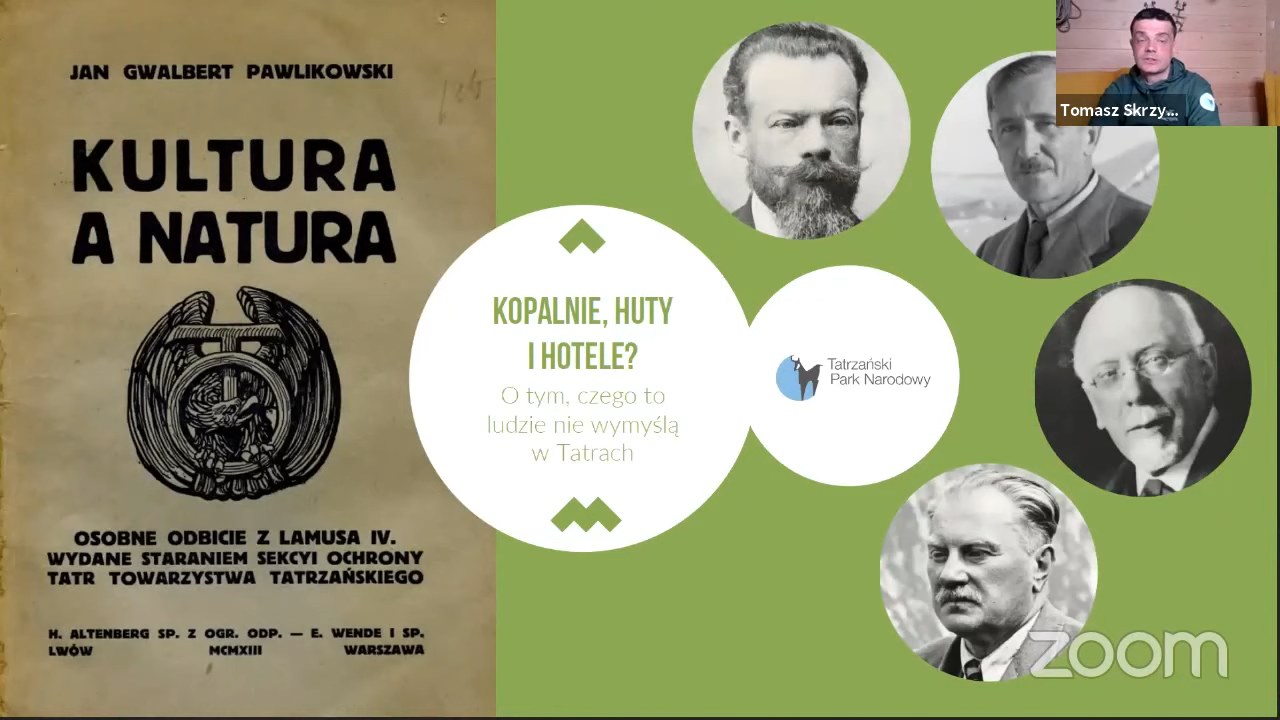 JAN GWALBERT PAWLIKOWSKI
KULTURA
A NATURA
OSOBNE ODBICIE Z LAMUSA IV.
WYDANE STARANIEM SEKCYI OCHRONY
TATR TOWARZYSTWA TATRZAŃSKIEGO
H. ALTENBERG SP. Z OGR. ODP. — E. WENDE I SP.
LWÓW MCMXIII WARSZAWA
KOPALNIE, HUTY
I HOTELE?
O tym, czego to
ludzie nie wymyślą
w Tatrach
Tatrzański
Park Narodowy
Tomasz Skrzy...
zoom